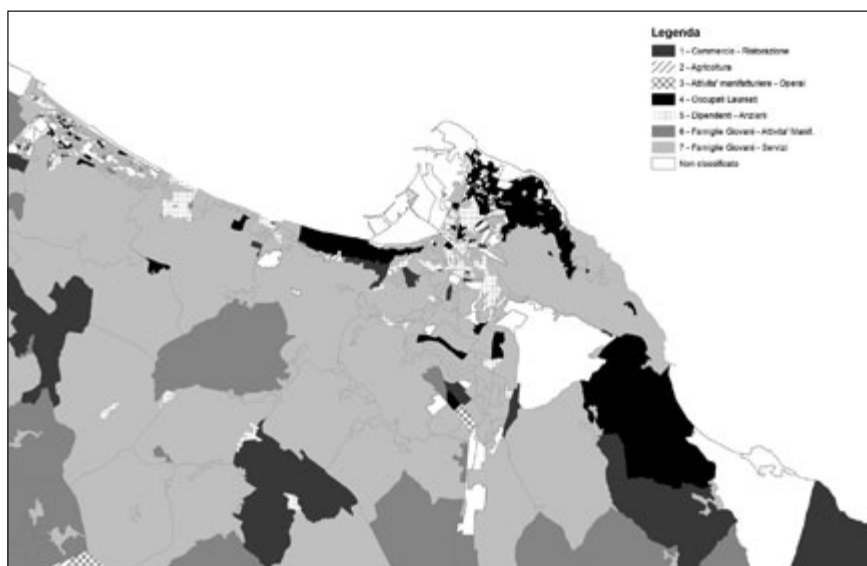 Legenda
1 - Commercio - Ristorazione
2 - Agricoltura
3 - Attivita' manifatturiere - Operai
4 - Occupati Laureati
5 - Dipendenti - Anziani
6 - Famiglie Giovani - Attivita' Manif.
7 - Famiglie Giovani - Servizi
Non classificato